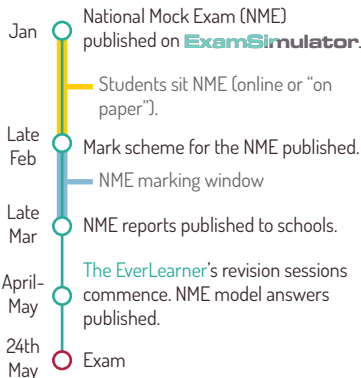 Jan
National Mock Exam (NME)
published on ExamSimulator.
Students sit NME (online or “on
paper”).
Late
Feb
Mark scheme for the NME published.
NME marking window
Late
Mar
NME reports published to schools.
April-
May
The EverLearner’s revision sessions
commence. NME model answers
published.
24th
May
Exam